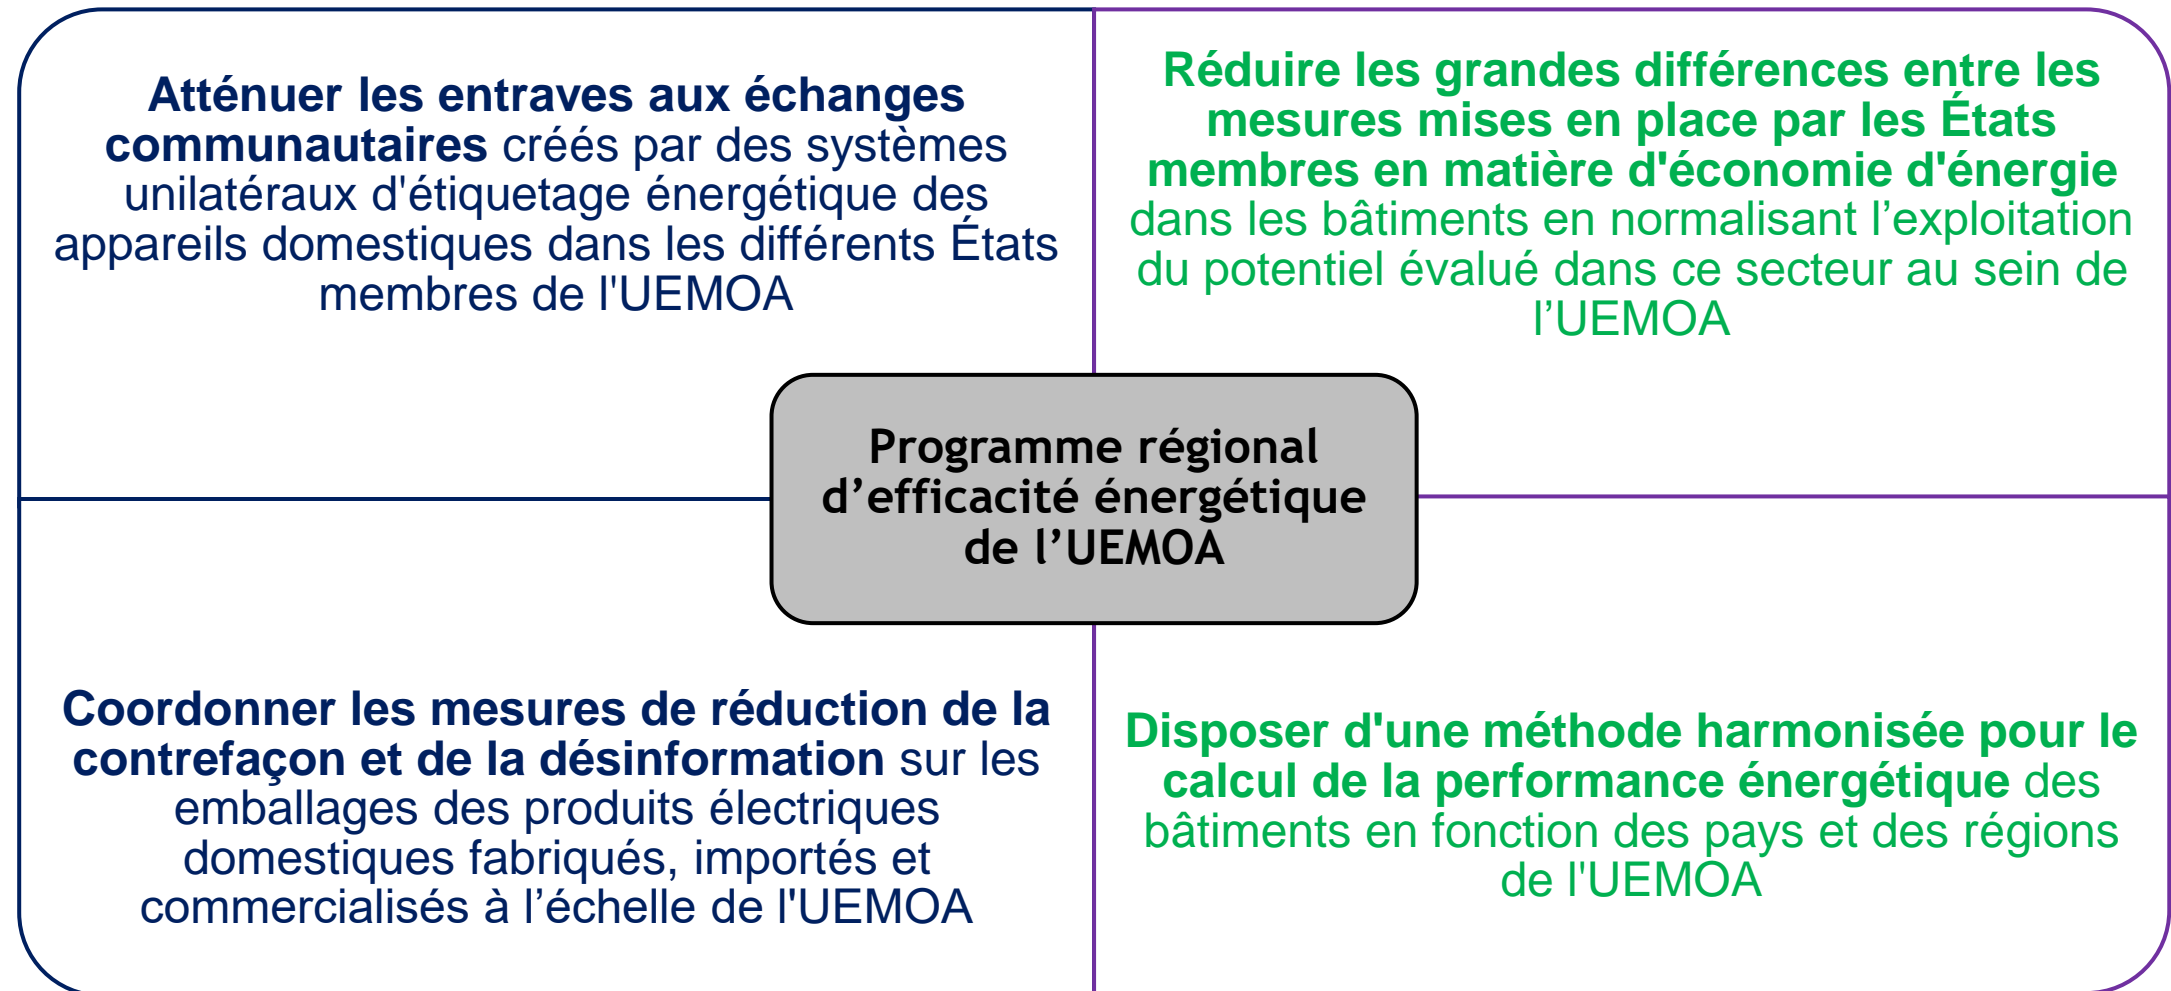 Atténuer les entraves aux échanges
communautaires créés par des systèmes
unilatéraux d'étiquetage énergétique des
appareils domestiques dans les différents États
membres de l'UEMOA
Réduire les grandes différences entre les
mesures mises en place par les États
membres en matière d'économie d'énergie
dans les bâtiments en normalisant l’exploitation
du potentiel évalué dans ce secteur au sein de
l’UEMOA
Programme régional
d’efficacité énergétique
de l’UEMOA
Coordonner les mesures de réduction de la
contrefaçon et de la désinformation sur les
emballages des produits électriques
domestiques fabriqués, importés et
commercialisés à l’échelle de l'UEMOA
Disposer d'une méthode harmonisée pour le
calcul de la performance énergétique des
bâtiments en fonction des pays et des régions
de l'UEMOA